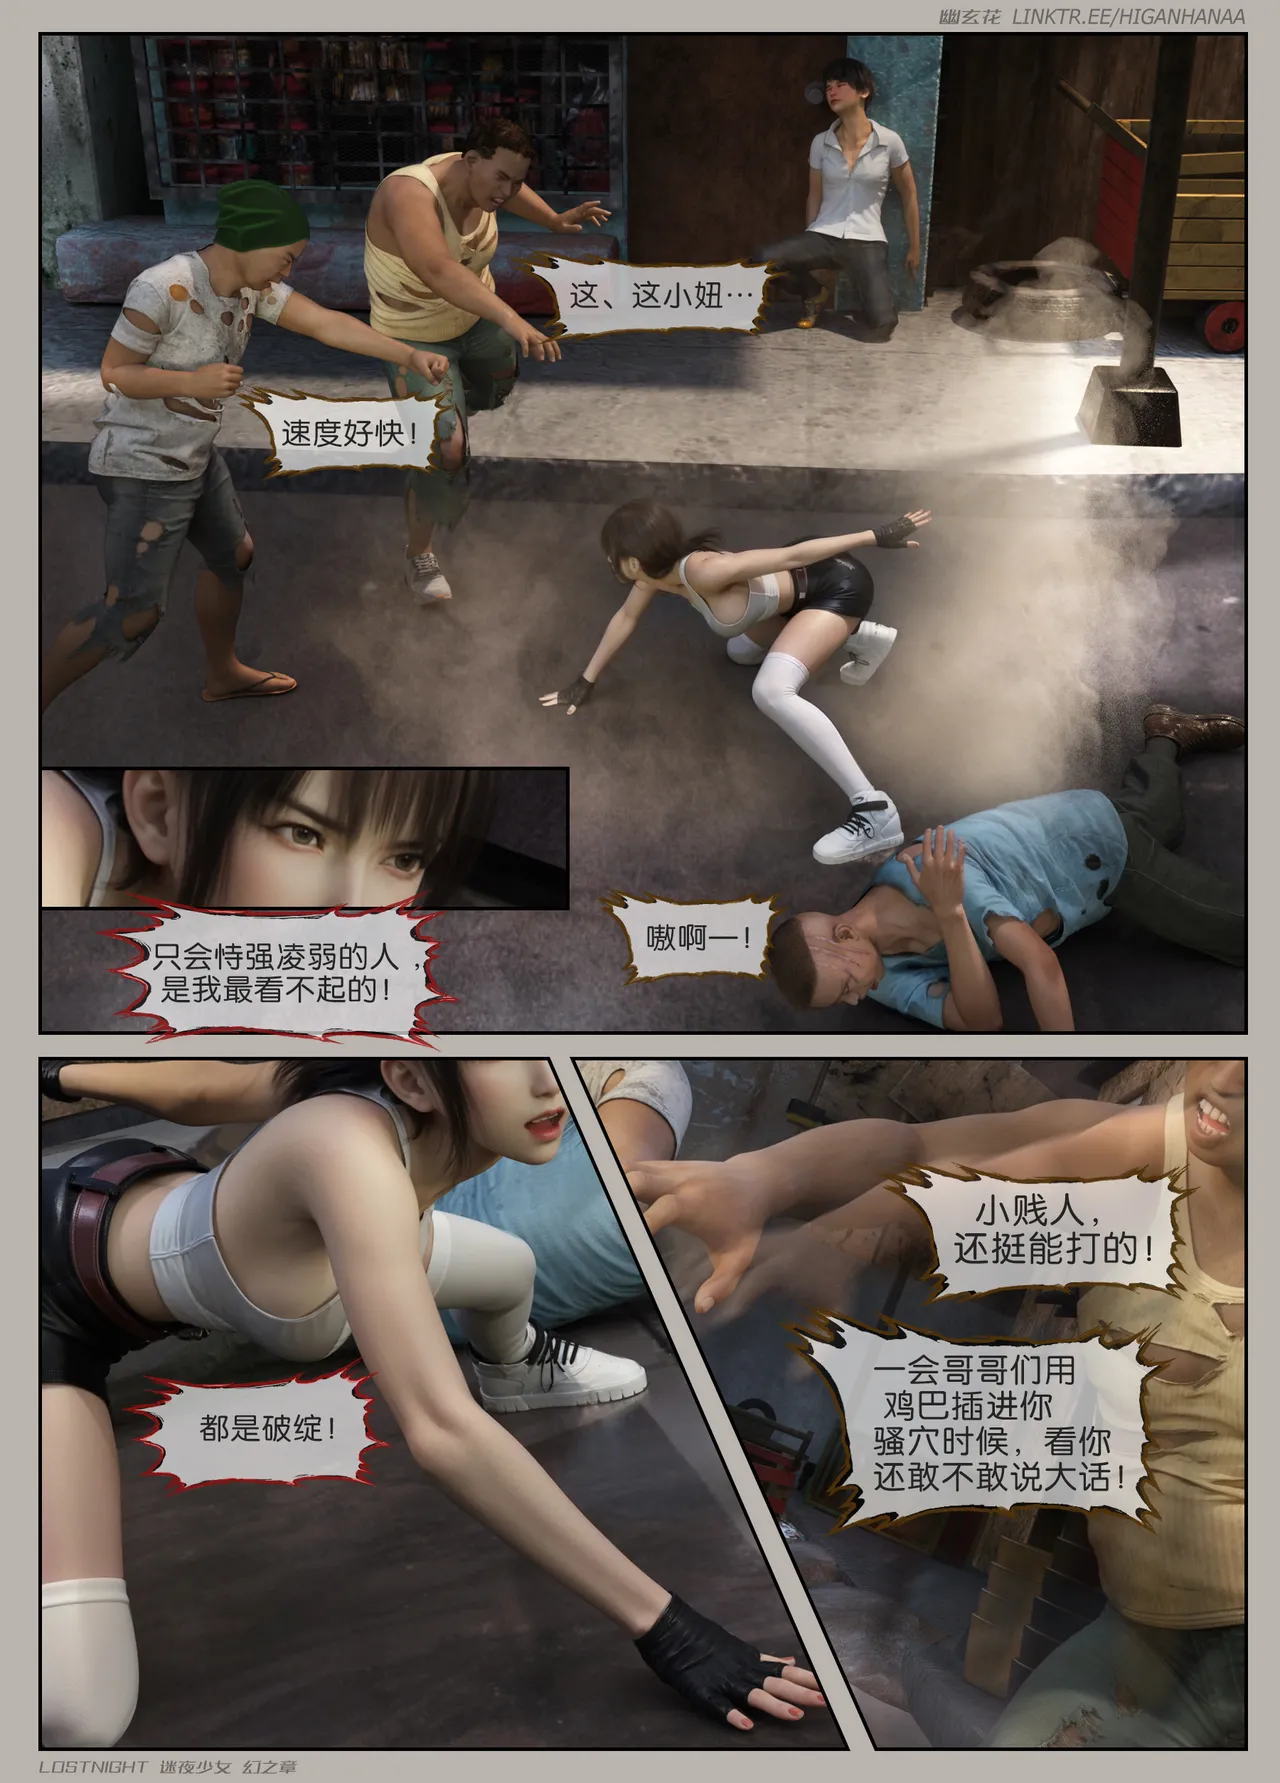 幽玄花 LINKTR.EE/HIGANHANAA
这、这小妞…
速度好快！
只会恃强凌弱的人，
是我最看不起的！
嗷啊一！
都是破绽！
小贱人，
还挺能打的！
一会哥哥们用
鸡巴插进你
骚穴时候，看你
还敢不敢说大话！
LOSTNIGHT 迷夜少女 幻之章